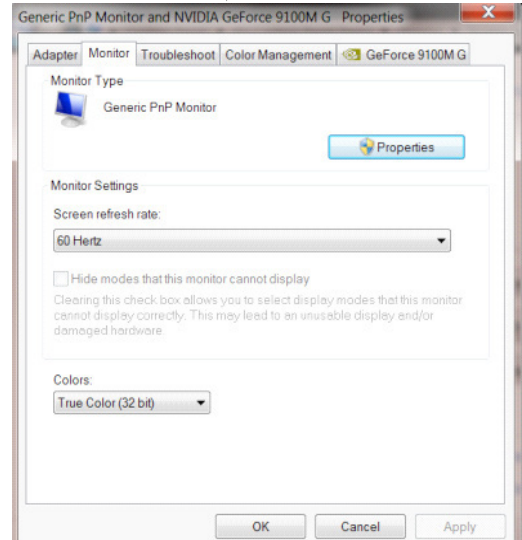 Generic PnP Monitor and NVIDIA GeForce 9100M G Properties
Adapter Monitor Troubleshoot Color Management GeForce 9100M G
Monitor Type
Generic PnP Monitor
Properties
Monitor Settings
Screen refresh rate:
60 Hertz
Hide modes that this monitor cannot display
Clearing this check box allows you to select display modes that this monitor
cannot display correctly. This may lead to an unusable display and/or
damaged hardware.
Colors:
True Color (32 bit)
OK Cancel Apply